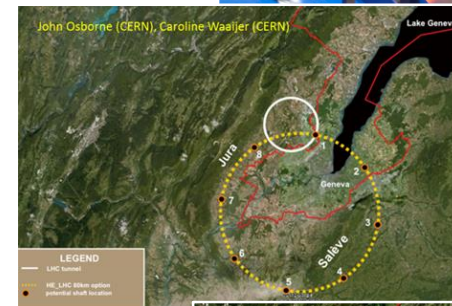 John Osborne (CERN), Caroline Waaijer (CERN)
Lake Genev
Jura
8
1
2
Geneva
7
3
Salève
6
5
4
LEGEND
LHC tunnel
HE_LHC 80km option
potential shaft location